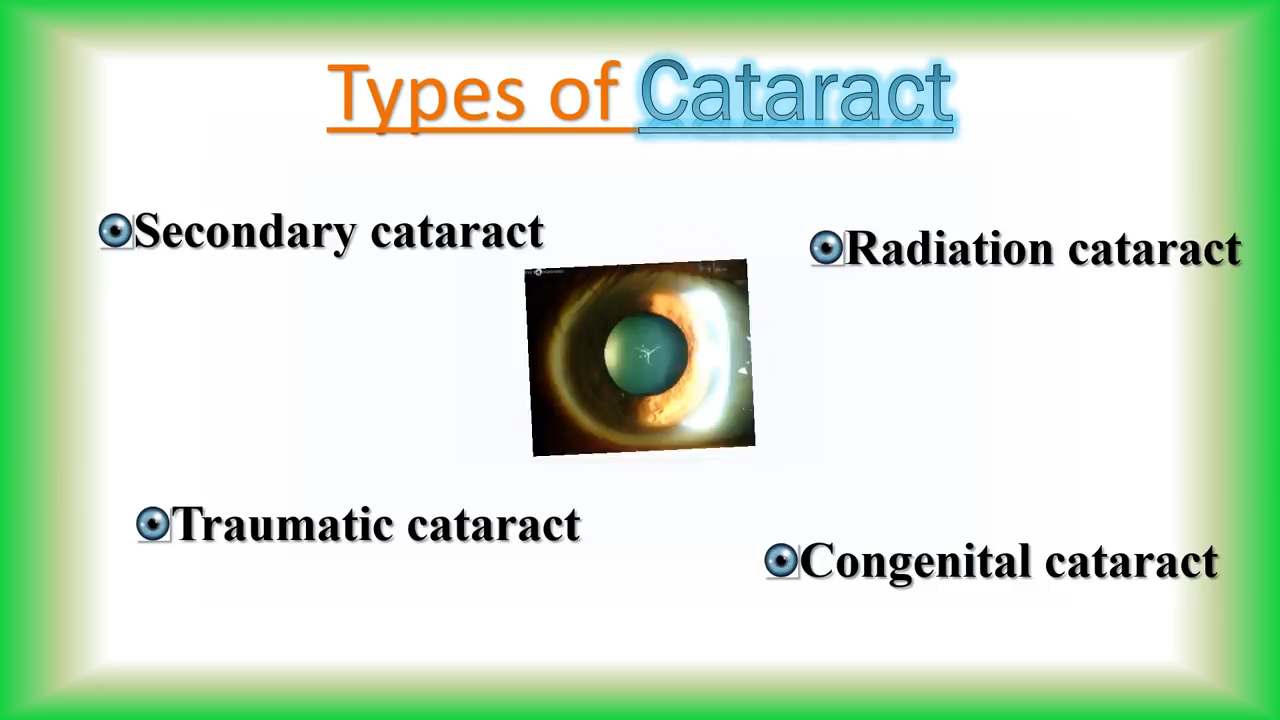 Types of Cataract
Secondary cataract
Radiation cataract
Traumatic cataract
Congenital cataract